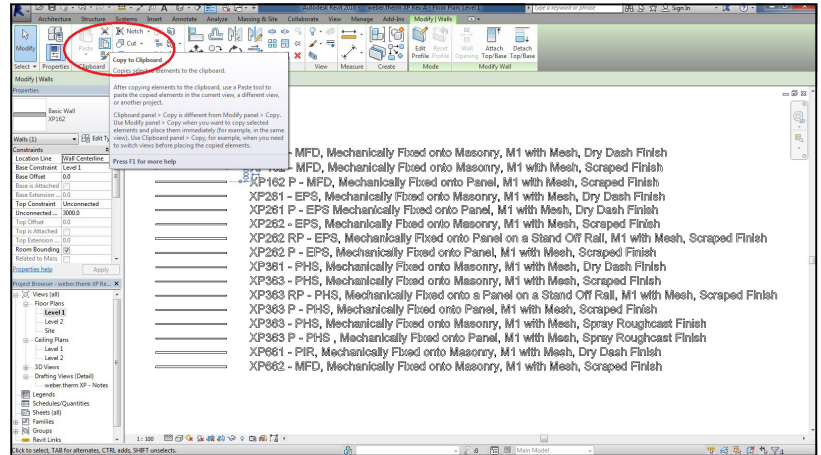 Autodesk Revit 2016 - weber.therm XP Rev A - Floor Plan: Level 1
Type a keyword or phrase
Sign In
Architecture Structure Systems Insert Annotate Analyze Massing & Site Collaborate View Manage Add-Ins Modify | Walls
Modify
Paste
Notch
Cut
Edit Profile
Reset Profile
Wall Opening
Attach Top/Base
Detach Top/Base
Select Properties Clipboard View Measure Create Mode Modify Wall
Modify | Walls
Copy to Clipboard
Copies selected elements to the clipboard.
After copying elements to the clipboard, use a Paste tool to
paste the copied elements in the current view, a different view,
or another project.
Clipboard panel > Copy is different from Modify panel > Copy.
Use Modify panel > Copy when you want to copy selected
elements and place them immediately (for example, in the same
view). Use Clipboard panel > Copy, for example, when you need
to switch views before placing the copied elements.
Press F1 for more help
Properties
Basic Wall
XP162
Walls (1)
Edit Ty
Constraints
Location Line Wall Centerline
Base Constraint Level 1
Base Offset 0.0
Base is Attached
Base Extension ... 0.0
Top Constraint Unconnected
Unconnected ... 3000.0
Top Offset 0.0
Top is Attached
Top Extension ... 0.0
Room Bounding
Related to Mass
Properties help
Apply
Project Browser - weber.therm XP Re...
Views (all)
Floor Plans
Level 1
Level 2
Site
Ceiling Plans
Level 1
Level 2
3D Views
Drafting Views (Detail)
weber.therm XP - Notes
Legends
Schedules/Quantities
Sheets (all)
Families
Groups
Revit Links
- MFD, Mechanically Fixed onto Masonry, M1 with Mesh, Dry Dash Finish
- MFD, Mechanically Fixed onto Masonry, M1 with Mesh, Scraped Finish
XP162 P - MFD, Mechanically Fixed onto Panel, M1 with Mesh, Scraped Finish
XP261 - EPS, Mechanically Fixed onto Masonry, M1 with Mesh, Dry Dash Finish
XP261 P - EPS Mechanically Fixed onto Panel, M1 with Mesh, Dry Dash Finish
XP262 - EPS, Mechanically Fixed onto Masonry, M1 with Mesh, Scraped Finish
XP262 RP - EPS, Mechanically Fixed onto Panel on a Stand Off Rail, M1 with Mesh, Scraped Finish
XP262 P - EPS, Mechanically Fixed onto Panel, M1 with Mesh, Scraped Finish
XP361 - PHS, Mechanically Fixed onto Masonry, M1 with Mesh, Dry Dash Finish
XP363 - PHS, Mechanically Fixed onto Masonry, M1 with Mesh, Scraped Finish
XP363 RP - PHS, Mechanically Fixed onto a Panel on a Stand Off Rail, M1 with Mesh, Scraped Finish
XP363 P - PHS, Mechanically Fixed onto Panel, M1 with Mesh, Scraped Finish
XP363 - PHS, Mechanically Fixed onto Masonry, M1 with Mesh, Spray Roughcast Finish
XP363 P - PHS , Mechanically Fixed onto Panel, M1 with Mesh, Spray Roughcast Finish
XP661 - PIR, Mechanically Fixed onto Masonry, M1 with Mesh, Dry Dash Finish
XP662 - MFD, Mechanically Fixed onto Masonry, M1 with Mesh, Scraped Finish
1 : 100
Click to select, TAB for alternates, CTRL adds, SHIFT unselects.
Main Model